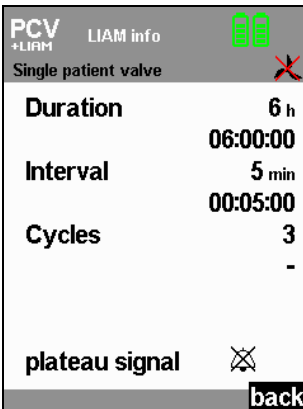 PCV LIAM info
+LIAM
Single patient valve
Duration 6 h
06:00:00
Interval 5 min
00:05:00
Cycles 3
-
plateau signal
back